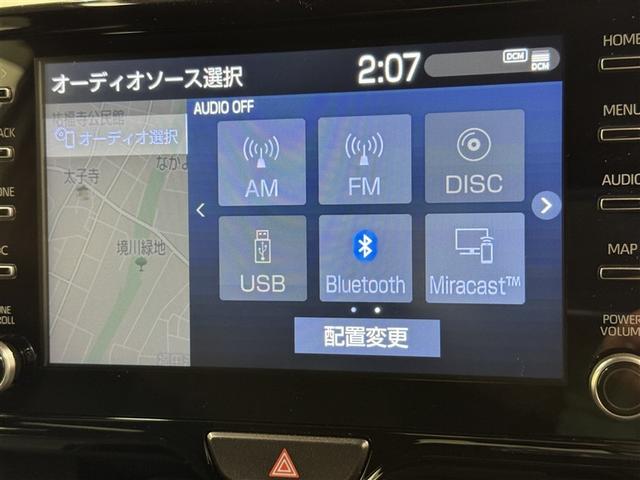 オーディオソース選択
2:07
DCM
DCM
AUDIO OFF
オーディオ選択
太子寺
境川緑地
AM
FM
DISC
USB
Bluetooth
Miracast™
配置変更
HOME
MENU
AUDIO
MAP
POWER
VOLUME